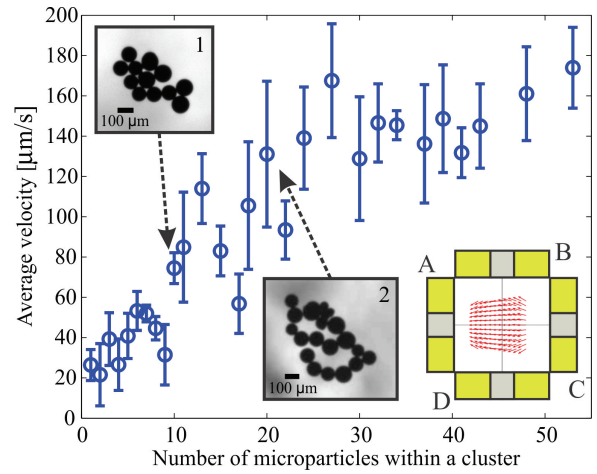 Average velocity [µm/s]
200
180
160
140
120
100
80
60
40
20
0
1
100 µm
2
100 µm
A
B
C
D
0
10
20
30
40
50
Number of microparticles within a cluster